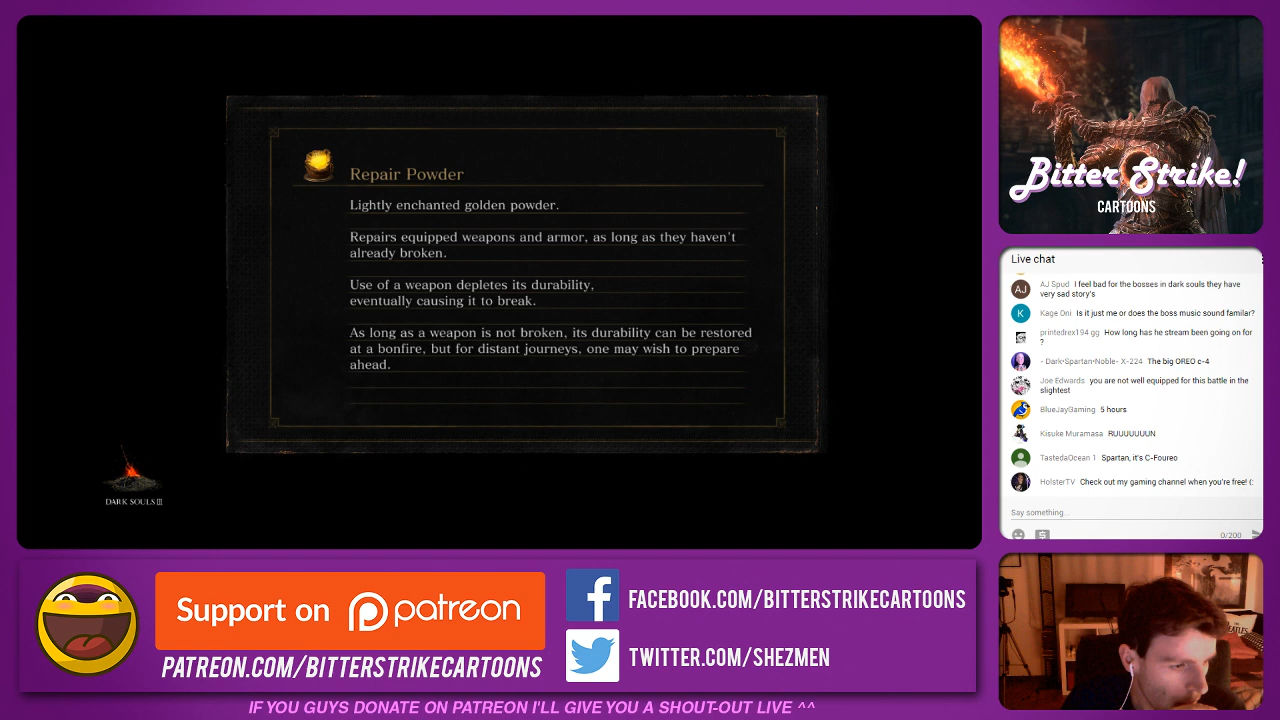 Repair Powder
Lightly enchanted golden powder.
Repairs equipped weapons and armor, as long as they haven't
already broken.
Use of a weapon depletes its durability,
eventually causing it to break.
As long as a weapon is not broken, its durability can be restored
at a bonfire, but for distant journeys, one may wish to prepare
ahead.
DARK SOULS III
Bitter Strike!
CARTOONS
Live chat
AJ
AJ Spud I feel bad for the bosses in dark souls they have
very sad story's
K
Kage Oni Is it just me or does the boss music sound familar?
printedrex194 gg How long has he stream been going on for
?
- Dark•Spartan•Noble- X-224 The big OREO c-4
Joe Edwards you are not well equipped for this battle in the
slightest
BlueJayGaming 5 hours
Kisuke Muramasa RUUUUUUUN
TastedaOcean 1 Spartan, it's C-Foureo
HolsterTV Check out my gaming channel when you're free! (:
Say something...
0/200
Support on patreon
PATREON.COM/BITTERSTRIKECARTOONS
FACEBOOK.COM/BITTERSTRIKECARTOONS
TWITTER.COM/SHEZMEN
IF YOU GUYS DONATE ON PATREON I'LL GIVE YOU A SHOUT-OUT LIVE ^^